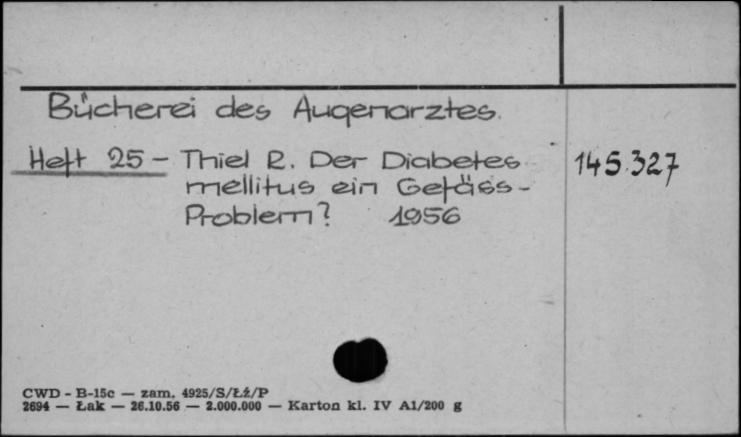 Bücherei des Augenarztes.
Heft 25 - Thiel R. Der Diabetes 145.327
mellitus ein Gefäss-
Problem? 1956
CWD - B-15c — zam. 4925/S/Łż/P
2694 — Łak — 26.10.56 — 2.000.000 — Karton kl. IV A1/200 g